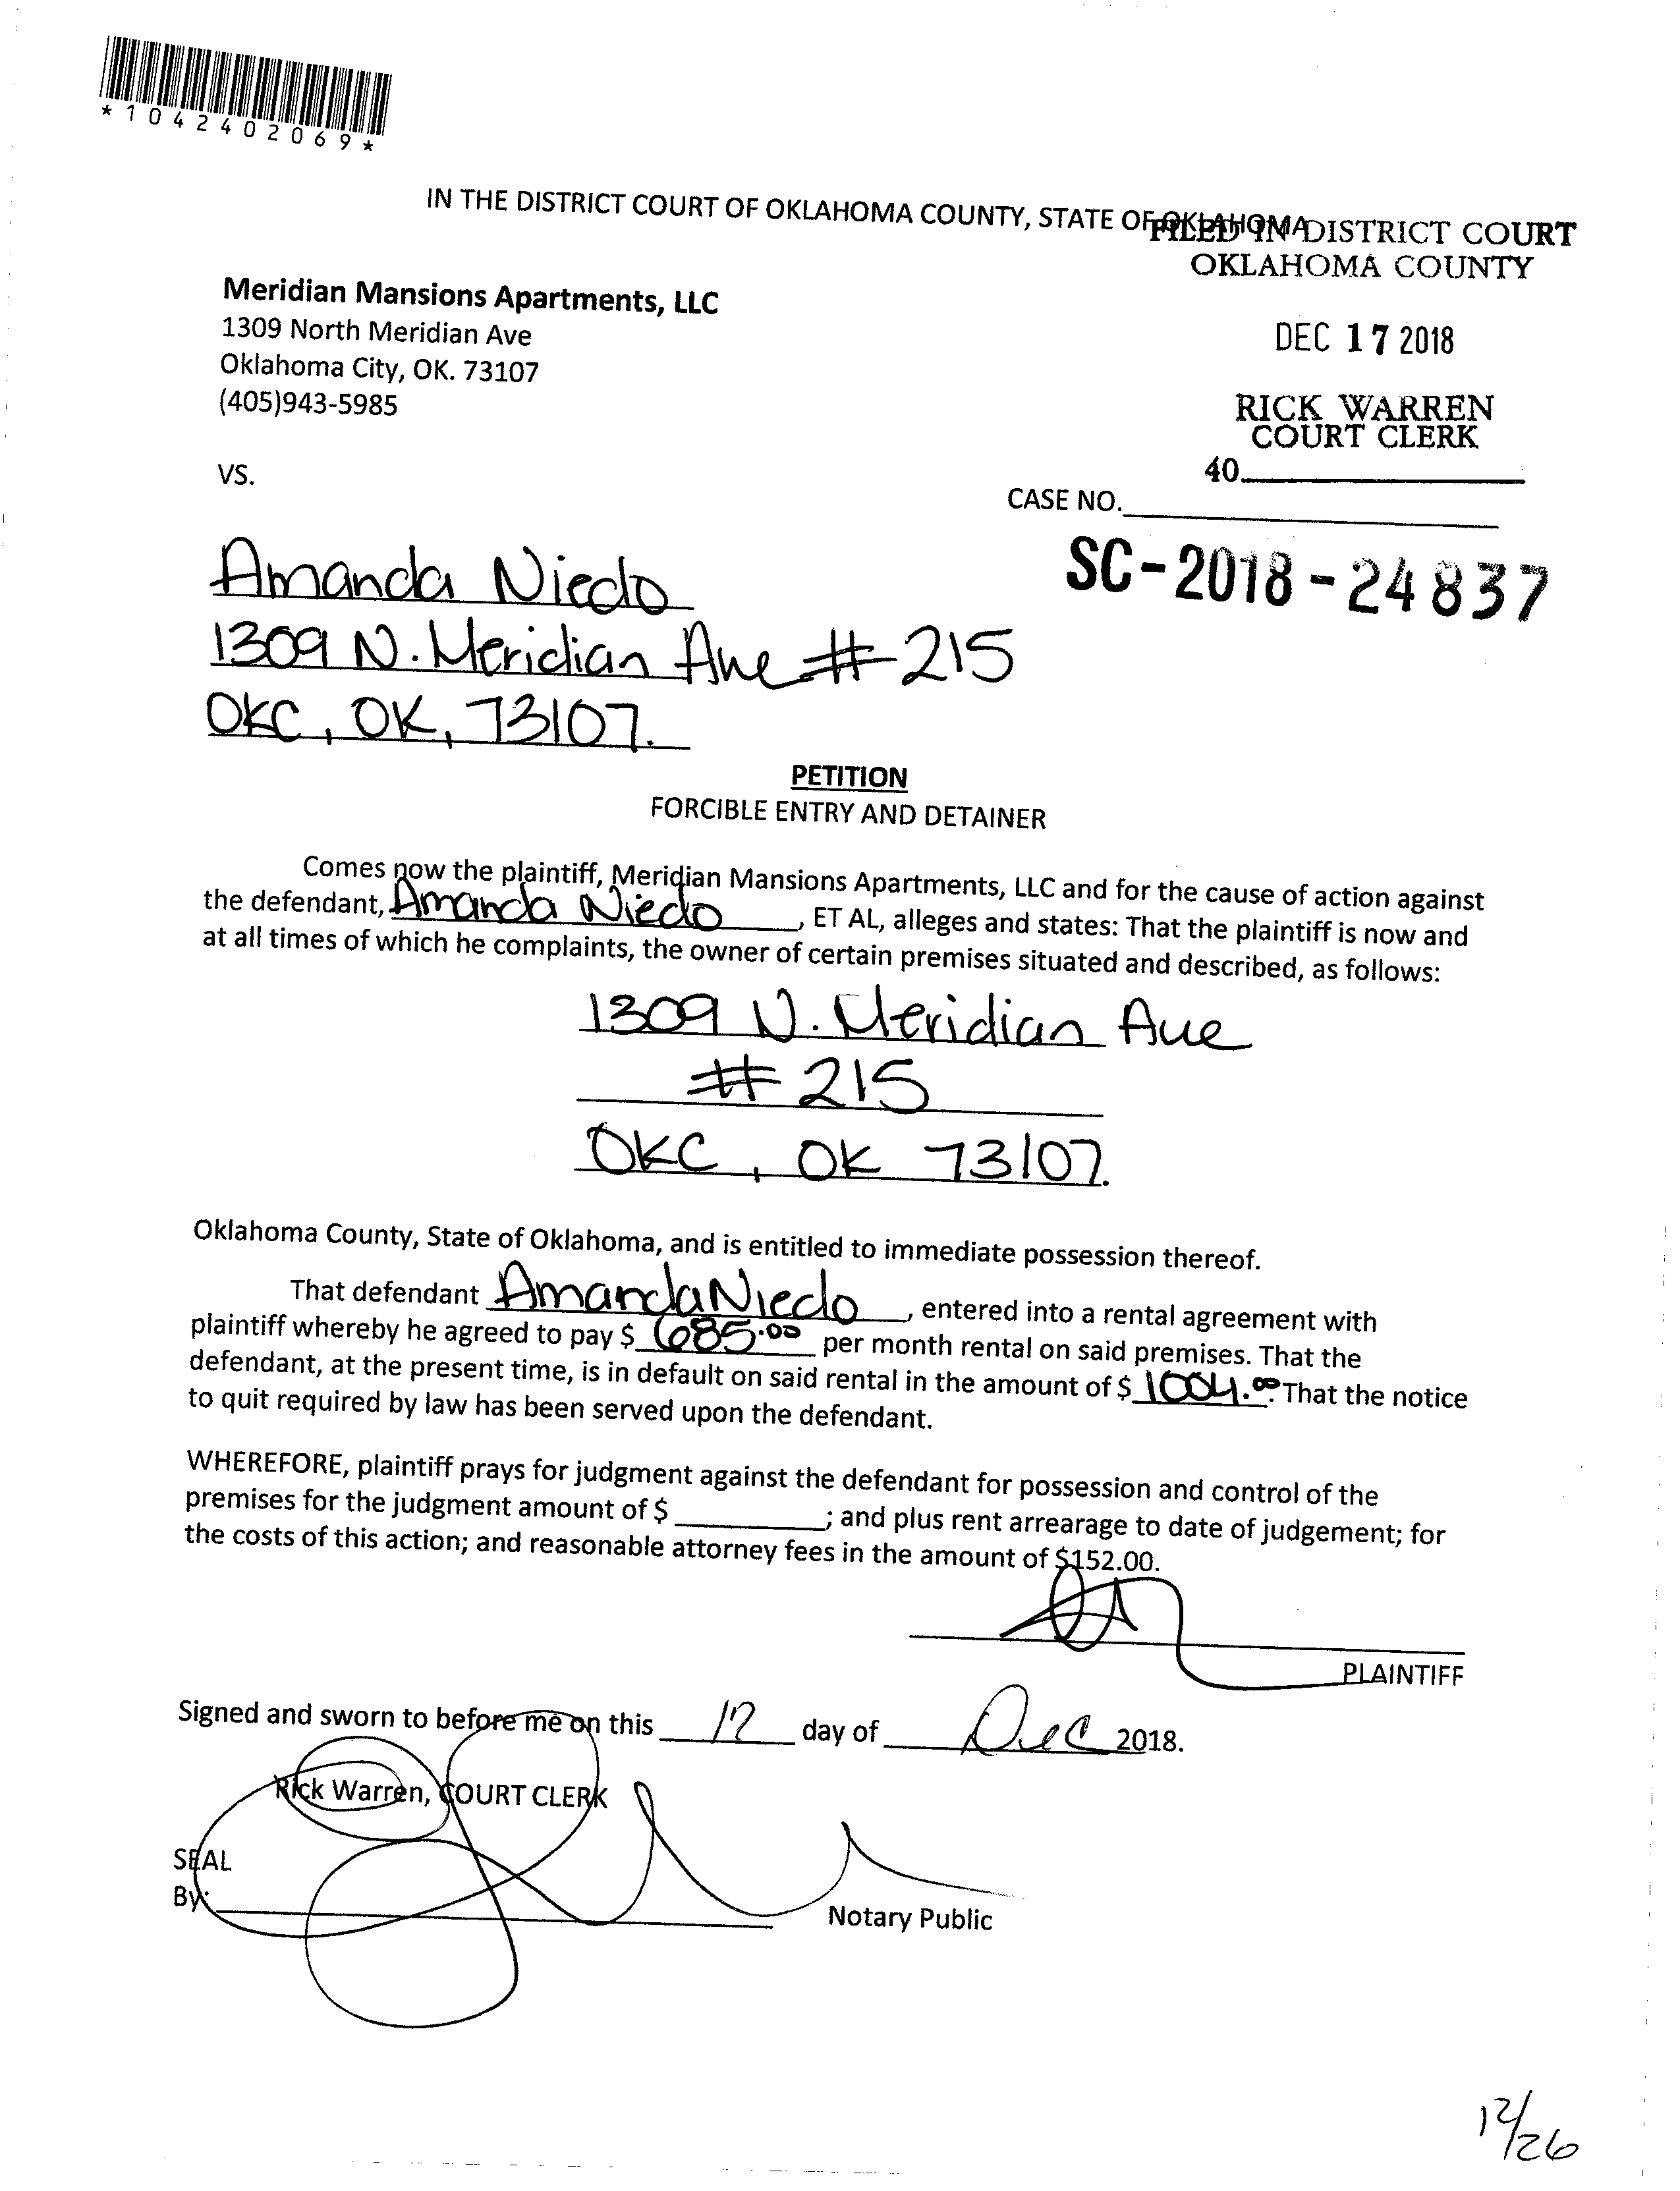 *1042402069*
IN THE DISTRICT COURT OF OKLAHOMA COUNTY, STATE OF OKLAHOMA
FILED IN DISTRICT COURT
OKLAHOMA COUNTY
Meridian Mansions Apartments, LLC
1309 North Meridian Ave
Oklahoma City, OK. 73107
(405)943-5985
DEC 17 2018
RICK WARREN
COURT CLERK
40
VS.
CASE NO.
SC-2018-24837
Amanda Niedo
1309 N. Meridian Ave # 215
OKC, OK, 73107.
PETITION
FORCIBLE ENTRY AND DETAINER
Comes now the plaintiff, Meridian Mansions Apartments, LLC and for the cause of action against
the defendant, Amanda Niedo, ET AL, alleges and states: That the plaintiff is now and
at all times of which he complaints, the owner of certain premises situated and described, as follows:
1309 N. Meridian Ave
# 215
OKC, OK 73107.
Oklahoma County, State of Oklahoma, and is entitled to immediate possession thereof.
That defendant Amanda Niedo, entered into a rental agreement with
plaintiff whereby he agreed to pay $ 685.00 per month rental on said premises. That the
defendant, at the present time, is in default on said rental in the amount of $ 1004.00. That the notice
to quit required by law has been served upon the defendant.
WHEREFORE, plaintiff prays for judgment against the defendant for possession and control of the
premises for the judgment amount of $ ; and plus rent arrearage to date of judgement; for
the costs of this action; and reasonable attorney fees in the amount of $152.00.
PLAINTIFF
Signed and sworn to before me on this 17 day of Dec 2018.
Rick Warren, COURT CLERK
SEAL
By:
Notary Public
12/26